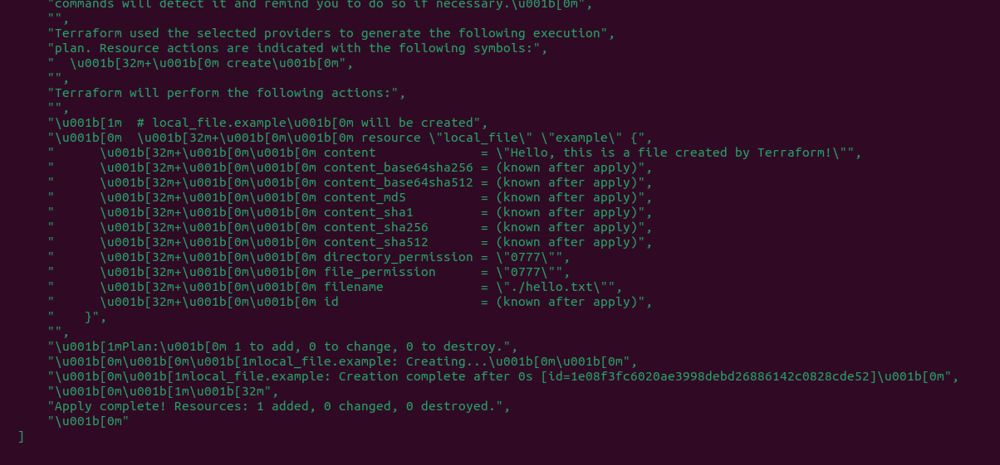 "commands will detect it and remind you to do so if necessary.\u001b[0m",
"",
"Terraform used the selected providers to generate the following execution",
"plan. Resource actions are indicated with the following symbols:",
"  \u001b[32m+\u001b[0m create\u001b[0m",
"",
"Terraform will perform the following actions:",
"",
"\u001b[1m  # local_file.example\u001b[0m will be created",
"\u001b[0m  \u001b[32m+\u001b[0m\u001b[0m resource \"local_file\" \"example\" {",
"      \u001b[32m+\u001b[0m\u001b[0m content              = \"Hello, this is a file created by Terraform!\"",
"      \u001b[32m+\u001b[0m\u001b[0m content_base64sha256 = (known after apply)",
"      \u001b[32m+\u001b[0m\u001b[0m content_base64sha512 = (known after apply)",
"      \u001b[32m+\u001b[0m\u001b[0m content_md5          = (known after apply)",
"      \u001b[32m+\u001b[0m\u001b[0m content_sha1         = (known after apply)",
"      \u001b[32m+\u001b[0m\u001b[0m content_sha256       = (known after apply)",
"      \u001b[32m+\u001b[0m\u001b[0m content_sha512       = (known after apply)",
"      \u001b[32m+\u001b[0m\u001b[0m directory_permission = \"0777\"",
"      \u001b[32m+\u001b[0m\u001b[0m file_permission      = \"0777\"",
"      \u001b[32m+\u001b[0m\u001b[0m filename             = \"./hello.txt\"",
"      \u001b[32m+\u001b[0m\u001b[0m id                   = (known after apply)",
"    }",
"",
"\u001b[1mPlan:\u001b[0m 1 to add, 0 to change, 0 to destroy.",
"\u001b[0m\u001b[0m\u001b[1mlocal_file.example: Creating...\u001b[0m\u001b[0m",
"\u001b[0m\u001b[1mlocal_file.example: Creation complete after 0s [id=1e08f3fc6020ae3998debd26886142c0828cde52]\u001b[0m",
"\u001b[0m\u001b[1m\u001b[32m",
"Apply complete! Resources: 1 added, 0 changed, 0 destroyed.",
"\u001b[0m"
]